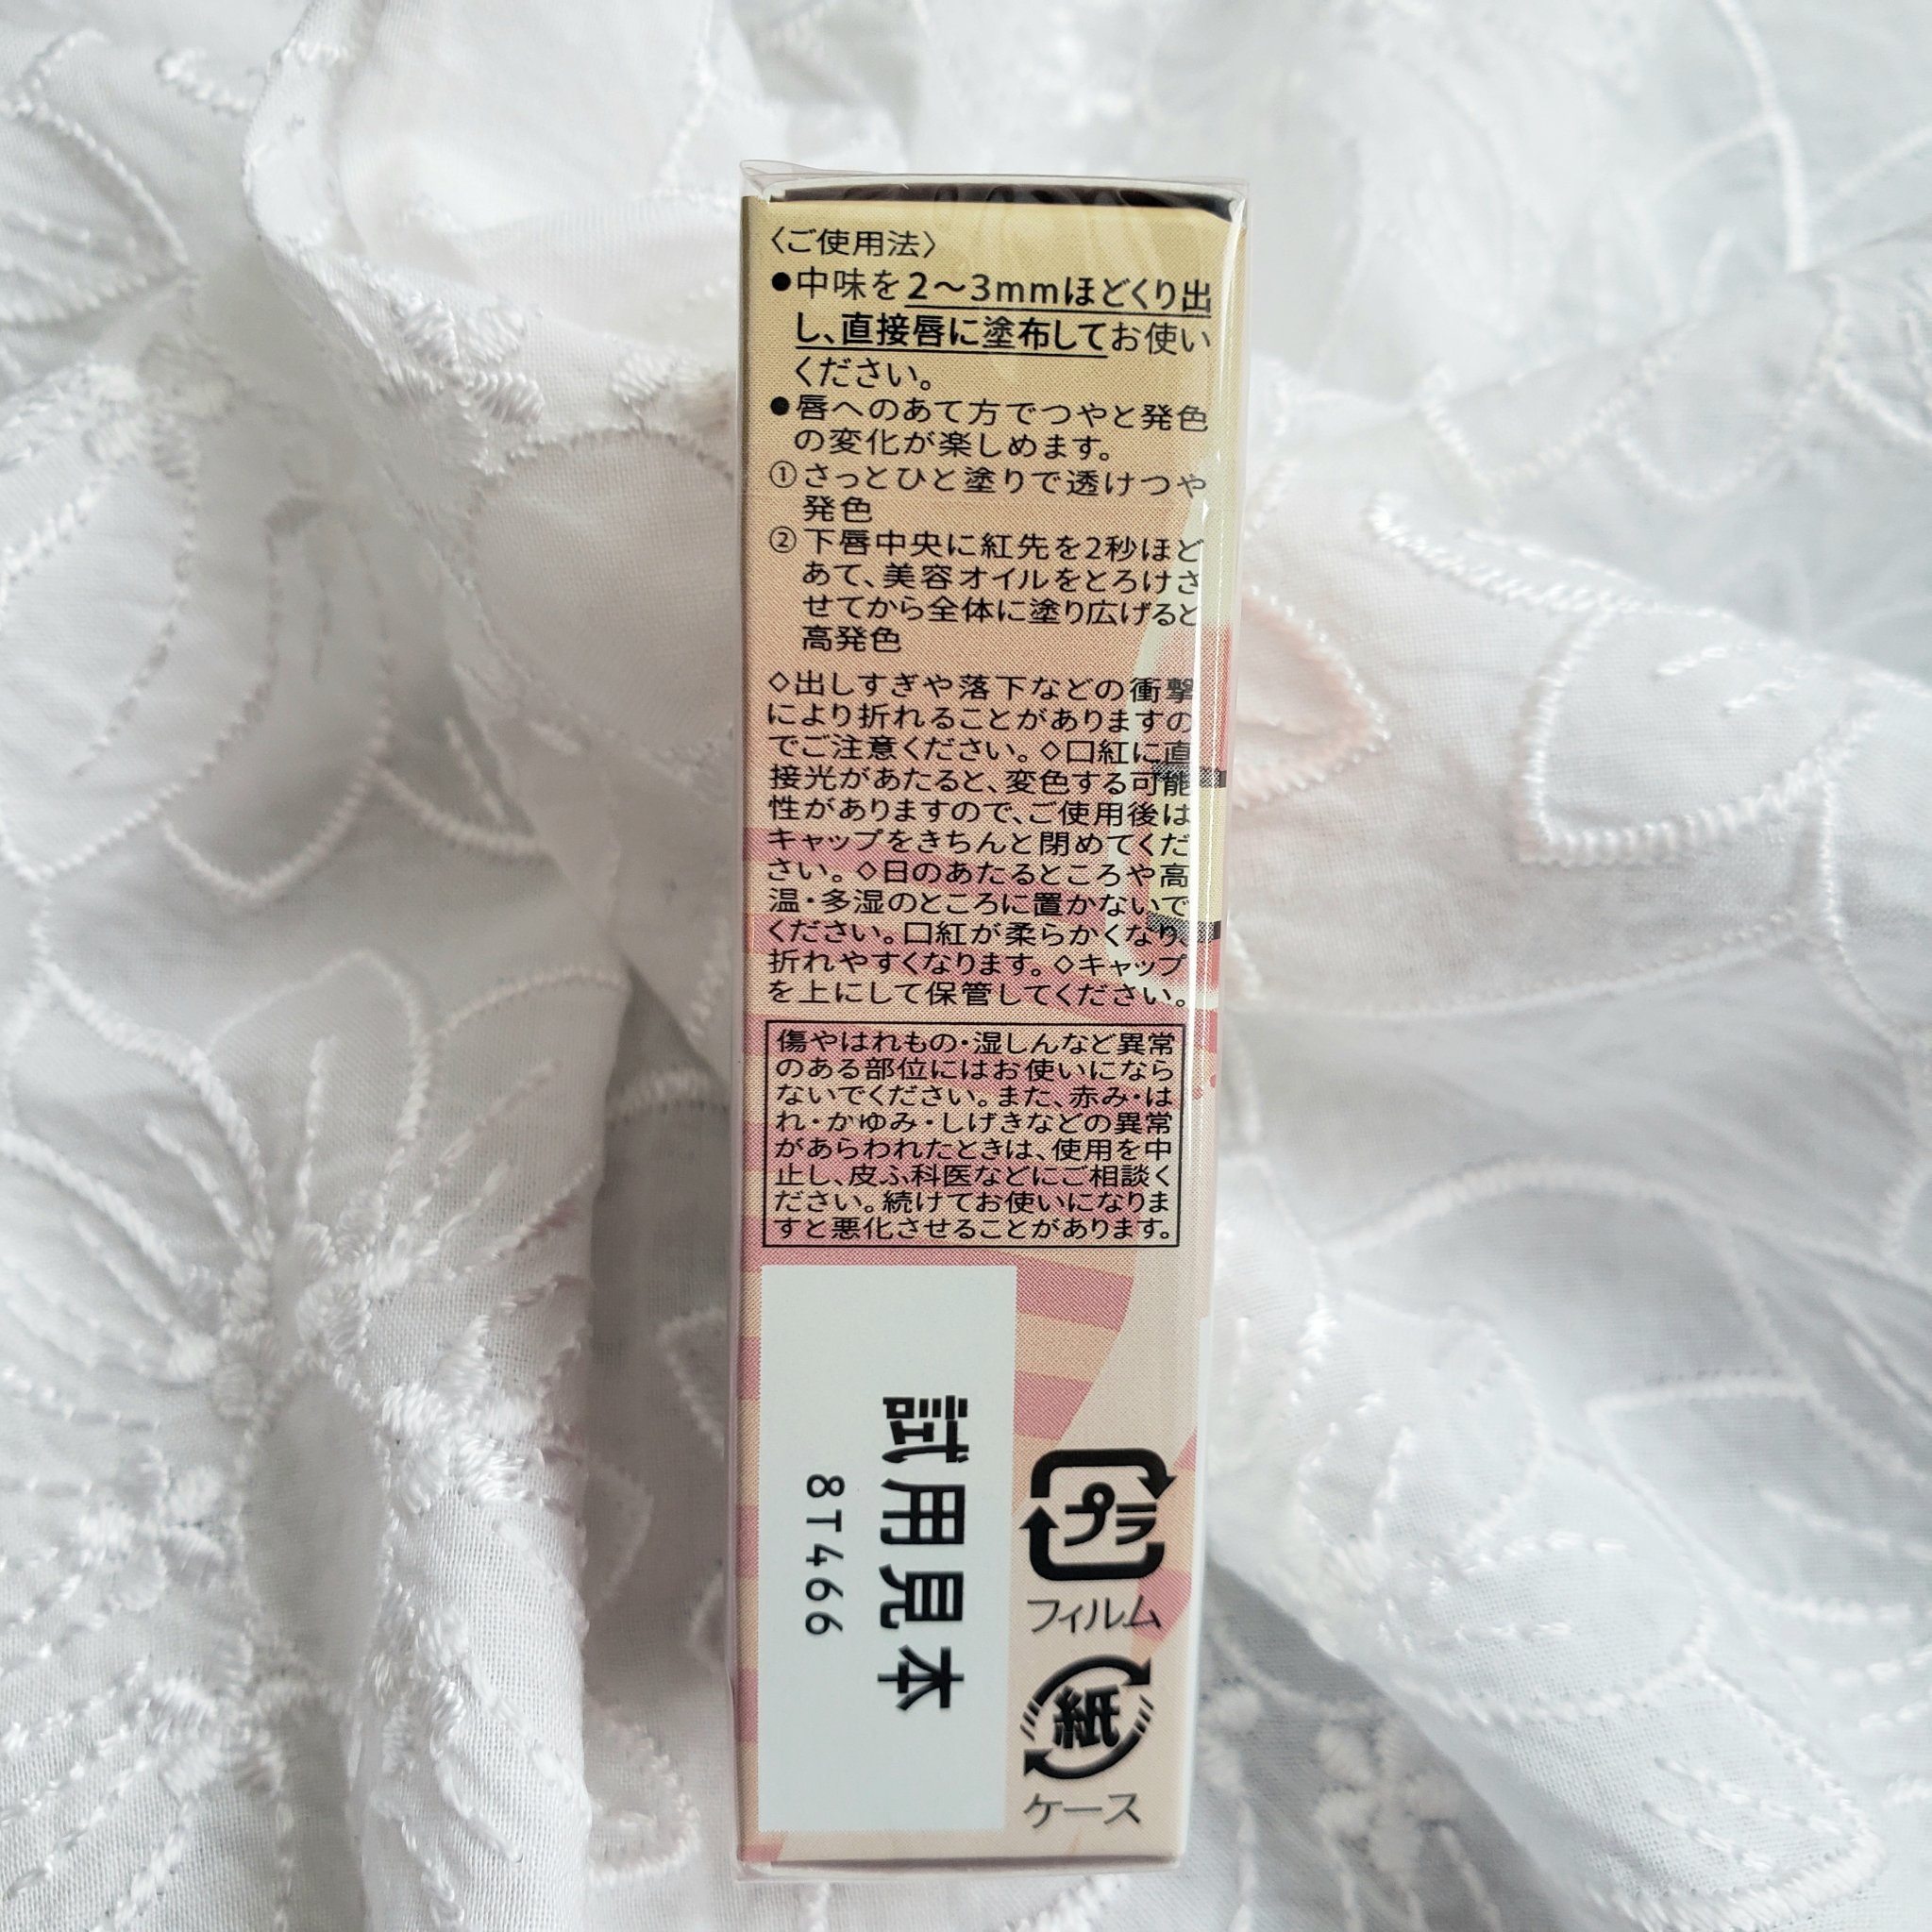 〈ご使用法〉
●中味を2〜3mmほどくり出
し、直接唇に塗布してお使い
ください。
●唇へのあて方でつやと発色
の変化が楽しめます。
①さっとひと塗りで透けつや
発色
②下唇中央に紅先を2秒ほど
あて、美容オイルをとろけさ
せてから全体に塗り広げると
高発色
◇出しすぎや落下などの衝撃
により折れることがありますの
でご注意ください。◇口紅に直
接光があたると、変色する可能
性がありますので、ご使用後は
キャップをきちんと閉めてくだ
さい。◇日のあたるところや高
温・多湿のところに置かないで
ください。口紅が柔らかくなり、
折れやすくなります。◇キャップ
を上にして保管してください。
傷やはれもの・湿しんなど異常
のある部位にはお使いになら
ないでください。また、赤み・は
れ・かゆみ・しげきなどの異常
があらわれたときは、使用を中
止し、皮ふ科医などにご相談く
ださい。続けてお使いになりま
すと悪化させることがあります。
試用見本
8T466
プラ
フィルム
紙
ケース